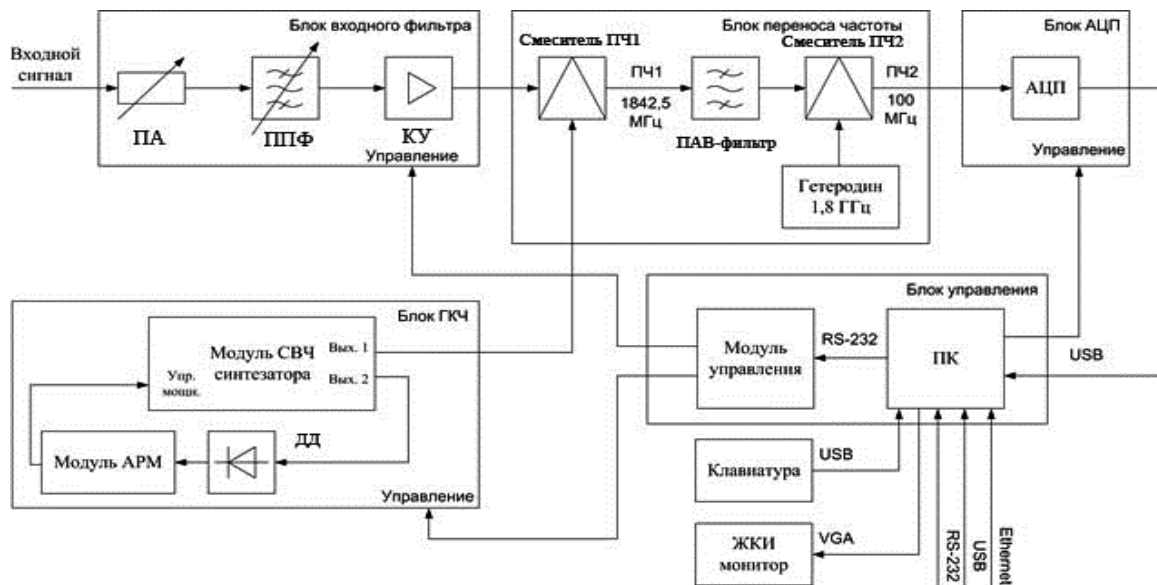 Блок входного фильтра
Входной
сигнал
ПА
ППФ
КУ
Управление
Блок переноса частоты
Смеситель ПЧ1
Смеситель ПЧ2
ПЧ1
1842,5
МГц
ПАВ-фильтр
ПЧ2
100
МГц
Гетеродин
1,8 ГГц
Блок АЦП
АЦП
Управление
Блок ГКЧ
Модуль СВЧ
синтезатора
Вых. 1
Вых. 2
Упр.
мощн.
Модуль АРМ
ДД
Управление
Блок управления
Модуль
управления
RS-232
ПК
USB
Клавиатура
USB
ЖКИ
монитор
VGA
RS-232
USB
Ethernet